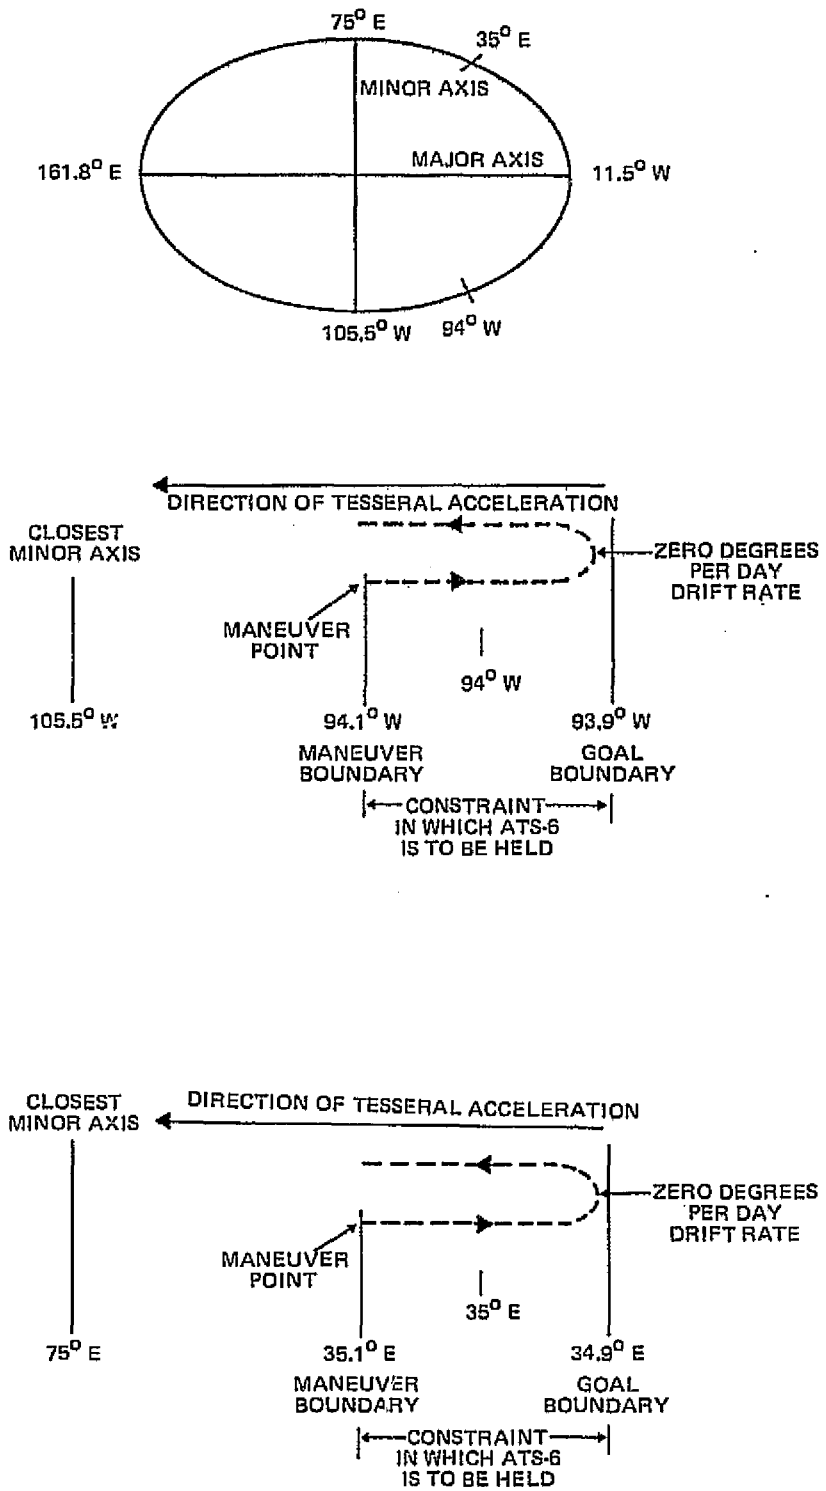 75° E
35° E
MINOR AXIS
MAJOR AXIS
161.8° E
11.5° W
105.5° W
94° W
DIRECTION OF TESSERAL ACCELERATION
CLOSEST
MINOR AXIS
ZERO DEGREES
PER DAY
DRIFT RATE
MANEUVER
POINT
94° W
105.5° W
94.1° W
93.9° W
MANEUVER
BOUNDARY
GOAL
BOUNDARY
CONSTRAINT
IN WHICH ATS-6
IS TO BE HELD
CLOSEST
MINOR AXIS
DIRECTION OF TESSERAL ACCELERATION
ZERO DEGREES
PER DAY
DRIFT RATE
MANEUVER
POINT
35° E
75° E
35.1° E
34.9° E
MANEUVER
BOUNDARY
GOAL
BOUNDARY
CONSTRAINT
IN WHICH ATS-6
IS TO BE HELD